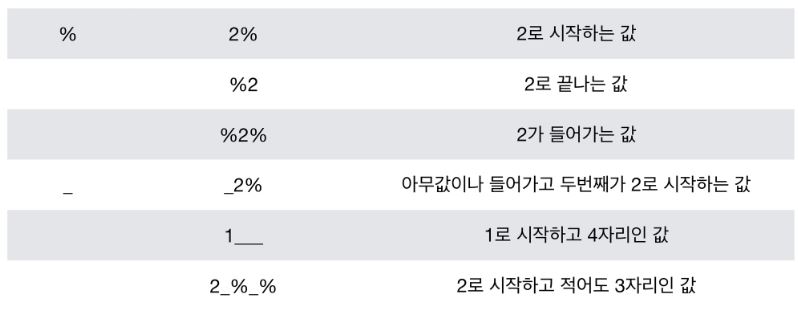 % 2% 2로 시작하는 값
%2 2로 끝나는 값
%2% 2가 들어가는 값
_ _2% 아무값이나 들어가고 두번째가 2로 시작하는 값
1___ 1로 시작하고 4자리인 값
2_%_% 2로 시작하고 적어도 3자리인 값